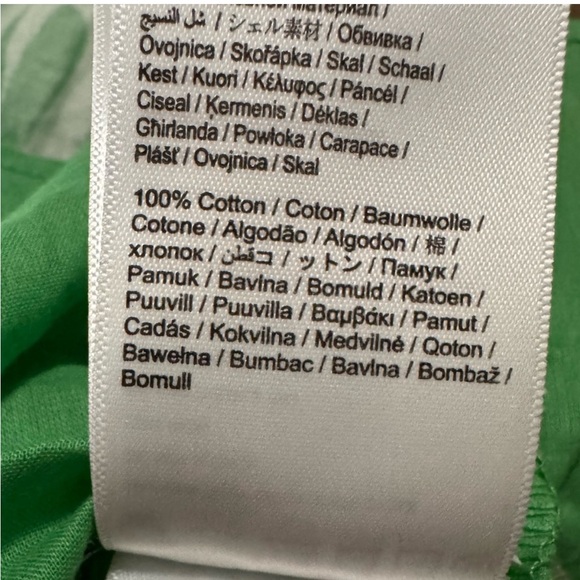 материал /
شل النسيج / シェル素材 / Обвивка /
Ovojnica / Skořápka / Skal / Schaal /
Kest / Kuori / Κέλυφος / Páncél /
Ciseal / Ķermenis / Dėklas /
Għirlanda / Powłoka / Carapace /
Plášť / Ovojnica / Skal
100% Cotton / Coton / Baumwolle /
Cotone / Algodão / Algodón / 棉 /
хлопок / قطن / コットン / Памук /
Pamuk / Bavlna / Bomuld / Katoen /
Puuvill / Puuvilla / Βαμβάκι / Pamut /
Cadás / Kokvilna / Medvilnė / Qoton /
Bawełna / Bumbac / Bavlna / Bombaž /
Bomull